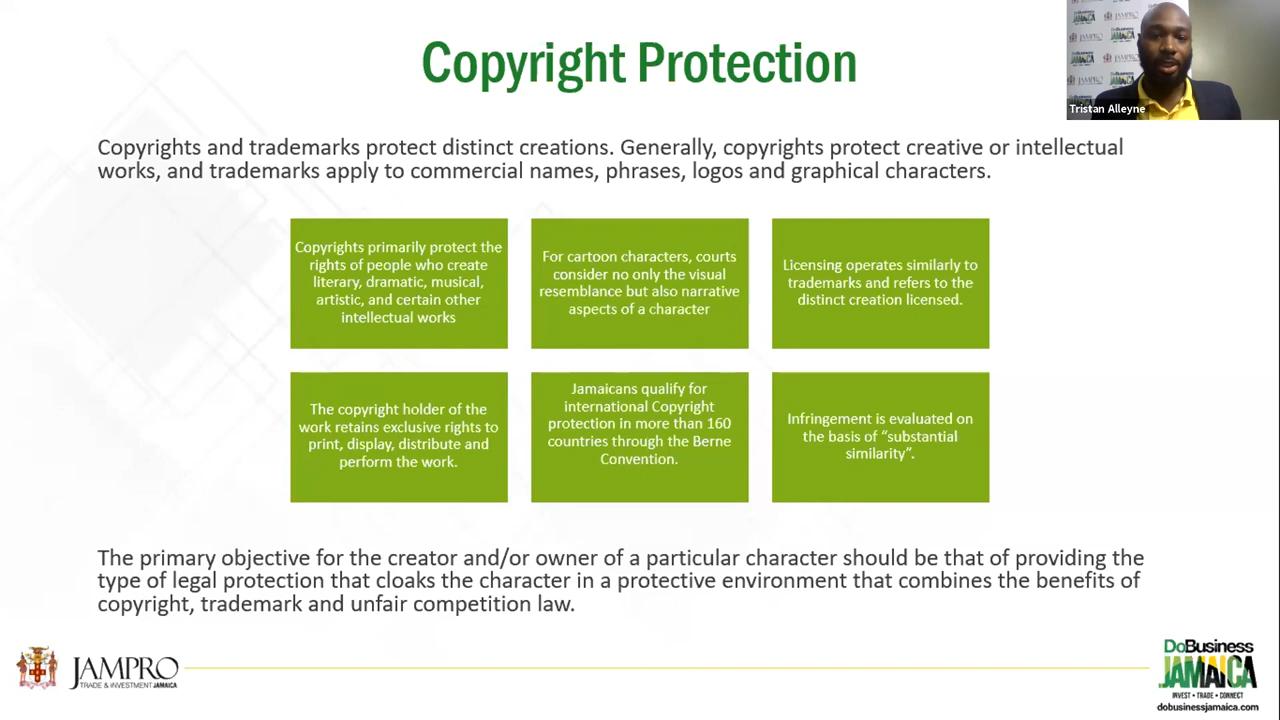 Copyright Protection
DoBusiness
JAMAICA
JAMPRO
Tristan Alleyne
Copyrights and trademarks protect distinct creations. Generally, copyrights protect creative or intellectual
works, and trademarks apply to commercial names, phrases, logos and graphical characters.
Copyrights primarily protect the
rights of people who create
literary, dramatic, musical,
artistic, and certain other
intellectual works
For cartoon characters, courts
consider no only the visual
resemblance but also narrative
aspects of a character
Licensing operates similarly to
trademarks and refers to the
distinct creation licensed.
The copyright holder of the
work retains exclusive rights to
print, display, distribute and
perform the work.
Jamaicans qualify for
international Copyright
protection in more than 160
countries through the Berne
Convention.
Infringement is evaluated on
the basis of “substantial
similarity”.
The primary objective for the creator and/or owner of a particular character should be that of providing the
type of legal protection that cloaks the character in a protective environment that combines the benefits of
copyright, trademark and unfair competition law.
JAMPRO
TRADE & INVESTMENT JAMAICA
DoBusiness
JAMAICA
INVEST • TRADE • CONNECT
dobusinessjamaica.com